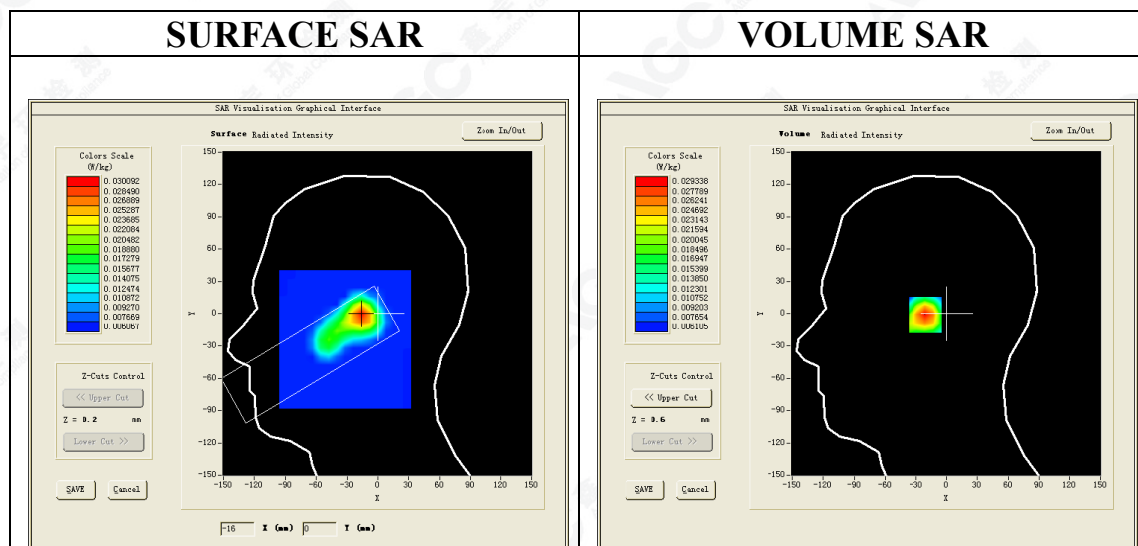 SURFACE SAR
VOLUME SAR
SAR Visualisation Graphical Interface
Surface Radiated Intensity
Zoom In/Out
Colors Scale
(W/kg)
0.030092
0.028490
0.026889
0.025287
0.023685
0.022084
0.020482
0.018880
0.017279
0.015677
0.014075
0.012474
0.010872
0.009270
0.007669
0.006067
Z-Cuts Control
<< Upper Cut
Z = 0.2 mm
Lower Cut >>
SAVE Cancel
150
120
90
60
30
0
-30
-60
-90
-120
-150
Y
-150 -120 -90 -60 -30 0 30 60 90 120 150
X
-16 X (mm) 0 Y (mm)
SAR Visualisation Graphical Interface
Volume Radiated Intensity
Zoom In/Out
Colors Scale
(W/kg)
0.029338
0.027789
0.026241
0.024692
0.023143
0.021594
0.020045
0.018496
0.016947
0.015399
0.013850
0.012301
0.010752
0.009203
0.007654
0.006105
Z-Cuts Control
<< Upper Cut
Z = 0.6 mm
Lower Cut >>
SAVE Cancel
150
120
90
60
30
0
-30
-60
-90
-120
-150
Y
-150 -120 -90 -60 -30 0 30 60 90 120 150
X